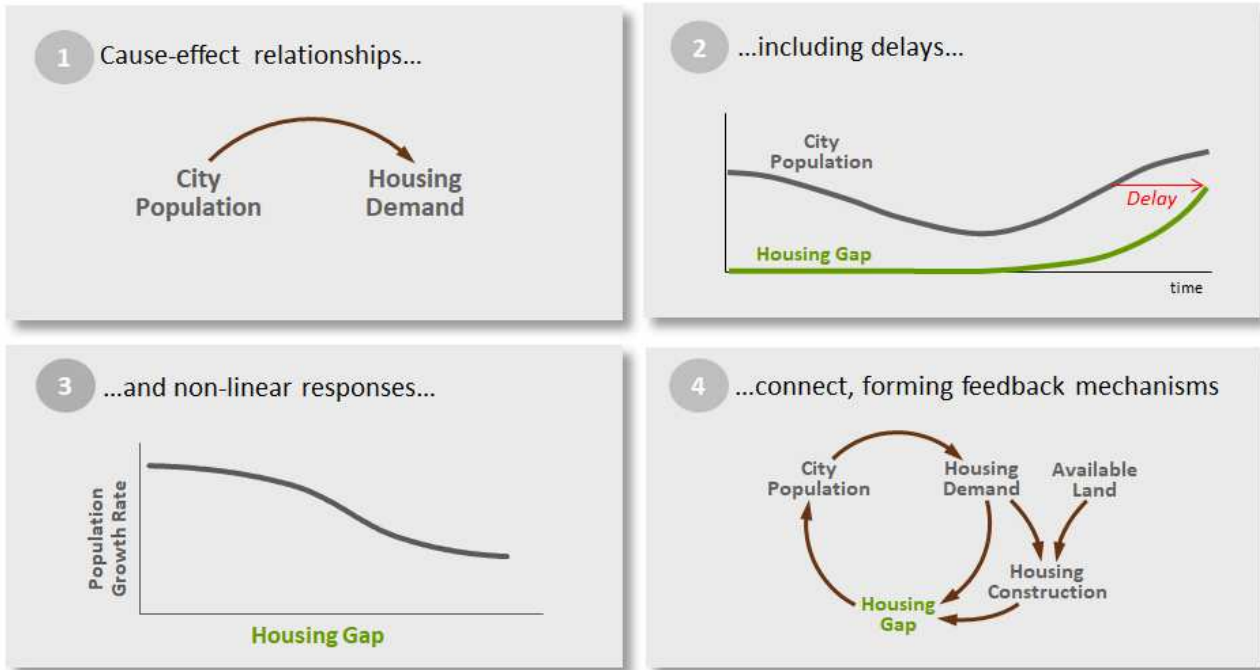 1
Cause-effect relationships...
City
Population
Housing
Demand
2
...including delays...
City
Population
Delay
Housing Gap
time
3
...and non-linear responses...
Population
Growth Rate
Housing Gap
4
...connect, forming feedback mechanisms
City
Population
Housing
Demand
Available
Land
Housing
Construction
Housing
Gap